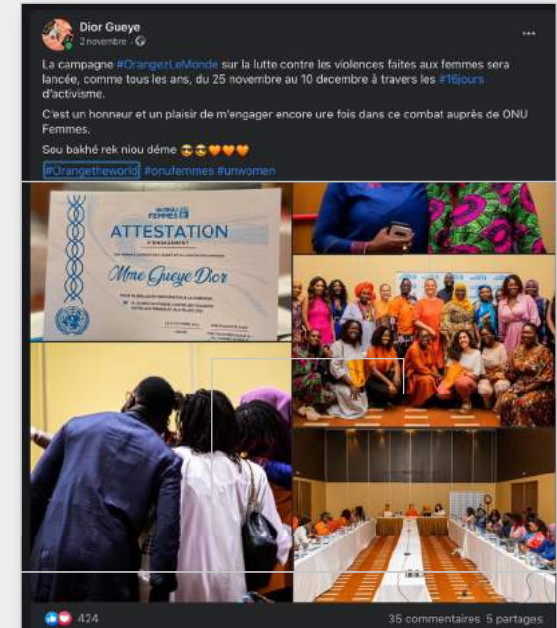 Dior Gueye
2 novembre ·
La campagne #OrangezLeMonde sur la lutte contre les violences faites aux femmes sera
lancée, comme tous les ans, du 25 novembre au 10 decembre à travers les #16jours
d'activisme.
C'est un honneur et un plaisir de m'engager encore une fois dans ce combat auprès de ONU
Femmes.
Sou bakhé rek niou déme 😎😎🧡🧡🧡
#Orangetheworld #onufemmes #unwomen
ONU
FEMMES
ATTESTATION
D'ENGAGEMENT
Mme Gueye Dior
424
35 commentaires 5 partages